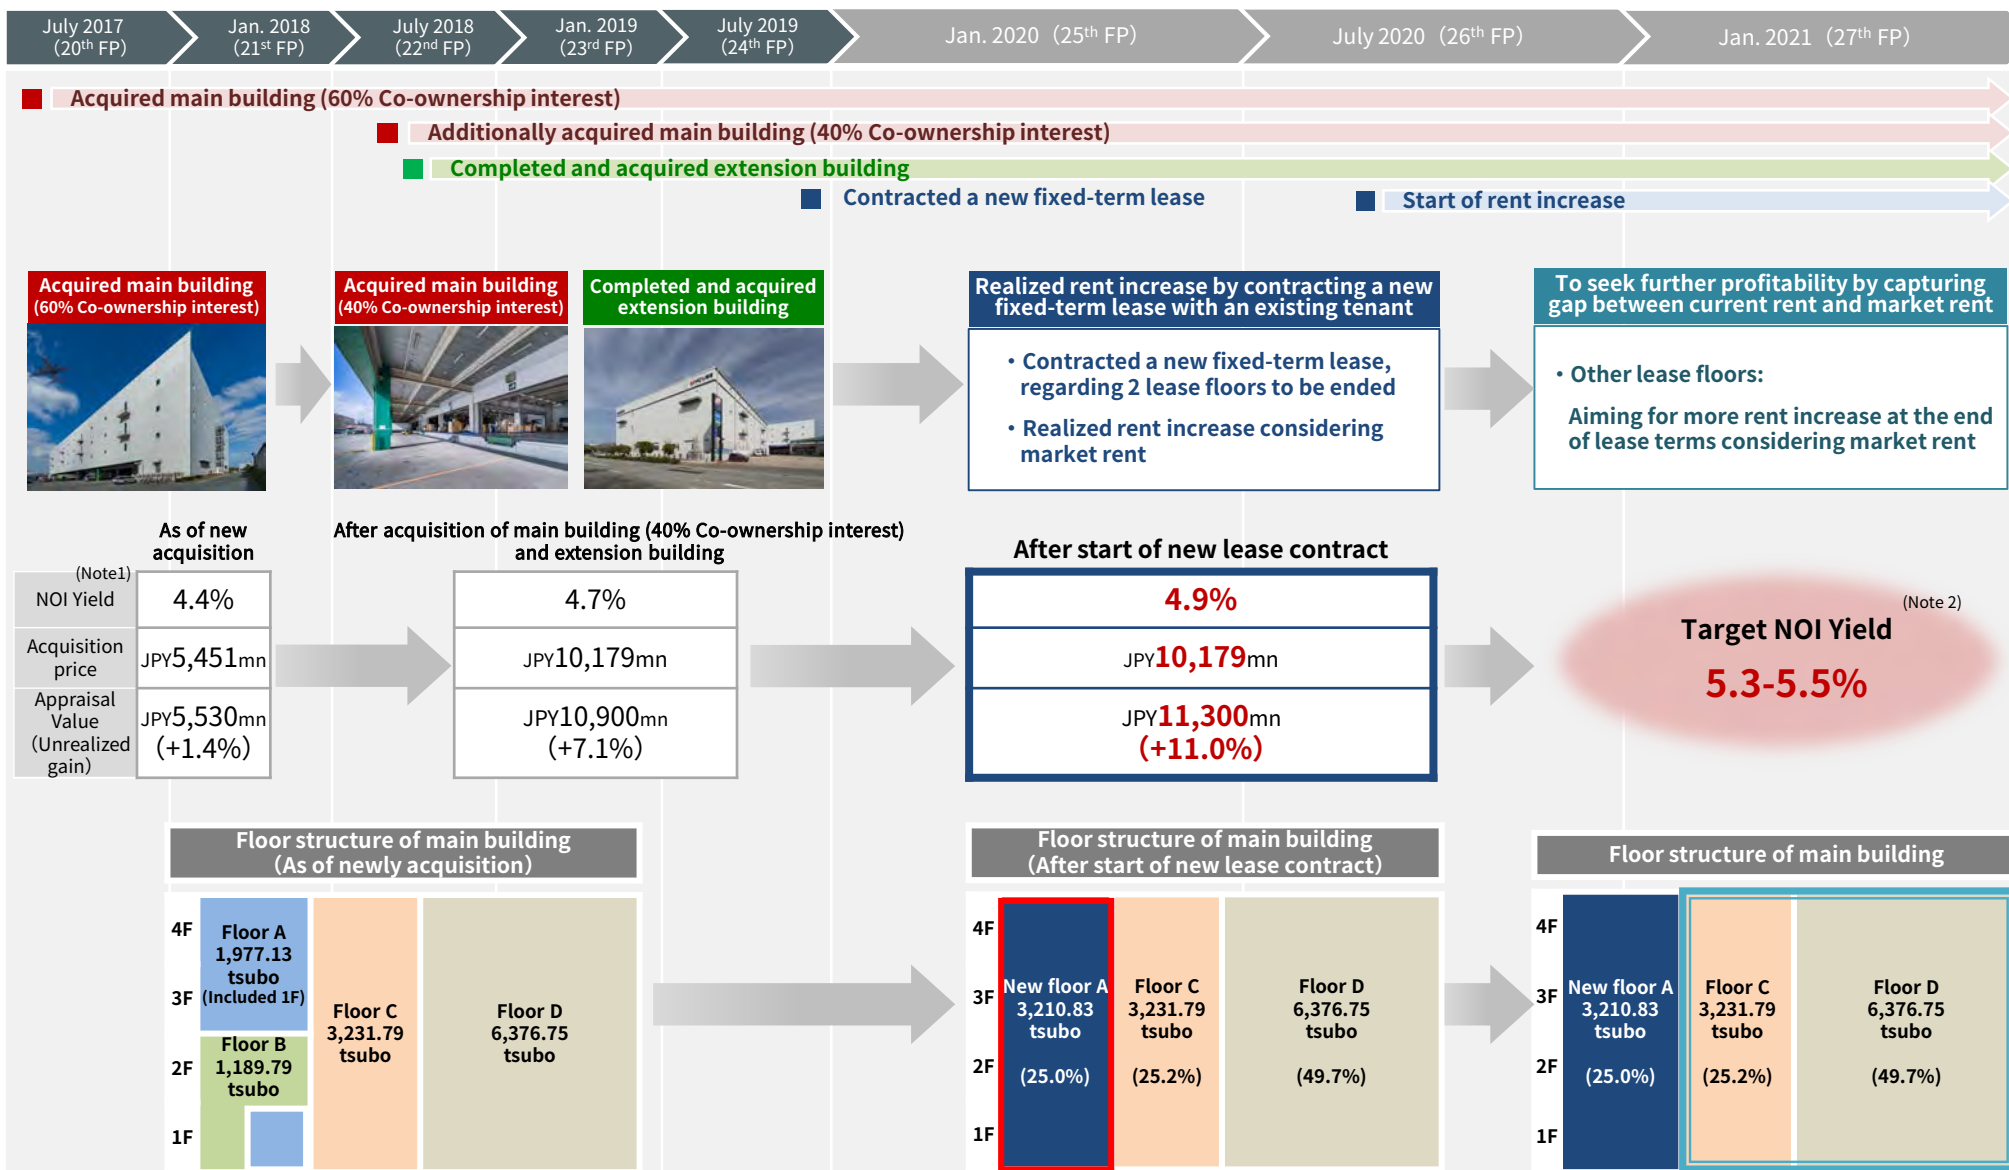 July 2017
(20th FP)
Jan. 2018
(21st FP)
July 2018
(22nd FP)
Jan. 2019
(23rd FP)
July 2019
(24th FP)
Jan. 2020（25th FP）
July 2020（26th FP）
Jan. 2021（27th FP）
Acquired main building (60% Co-ownership interest)
Additionally acquired main building (40% Co-ownership interest)
Completed and acquired extension building
Contracted a new fixed-term lease
Start of rent increase
Acquired main building
(60% Co-ownership interest)
Acquired main building
(40% Co-ownership interest)
Completed and acquired
extension building
Realized rent increase by contracting a new
fixed-term lease with an existing tenant
・Contracted a new fixed-term lease,
regarding 2 lease floors to be ended
・Realized rent increase considering
market rent
To seek further profitability by capturing
gap between current rent and market rent
・Other lease floors:
Aiming for more rent increase at the end
of lease terms considering market rent
As of new
acquisition
After acquisition of main building (40% Co-ownership interest)
and extension building
After start of new lease contract
(Note1)
NOI Yield
4.4%
4.7%
4.9%
Acquisition
price
JPY5,451mn
JPY10,179mn
JPY10,179mn
Appraisal
Value
（Unrealized
gain）
JPY5,530mn
（+1.4%）
JPY10,900mn
（+7.1%）
JPY11,300mn
（+11.0%）
(Note 2)
Target NOI Yield
5.3-5.5%
Floor structure of main building
（As of newly acquisition）
4F
3F
2F
1F
Floor A
1,977.13
tsubo
(Included 1F)
Floor B
1,189.79
tsubo
Floor C
3,231.79
tsubo
Floor D
6,376.75
tsubo
Floor structure of main building
（After start of new lease contract）
4F
3F
2F
1F
New floor A
3,210.83
tsubo
(25.0%)
Floor C
3,231.79
tsubo
(25.2%)
Floor D
6,376.75
tsubo
(49.7%)
Floor structure of main building
4F
3F
2F
1F
New floor A
3,210.83
tsubo
(25.0%)
Floor C
3,231.79
tsubo
(25.2%)
Floor D
6,376.75
tsubo
(49.7%)